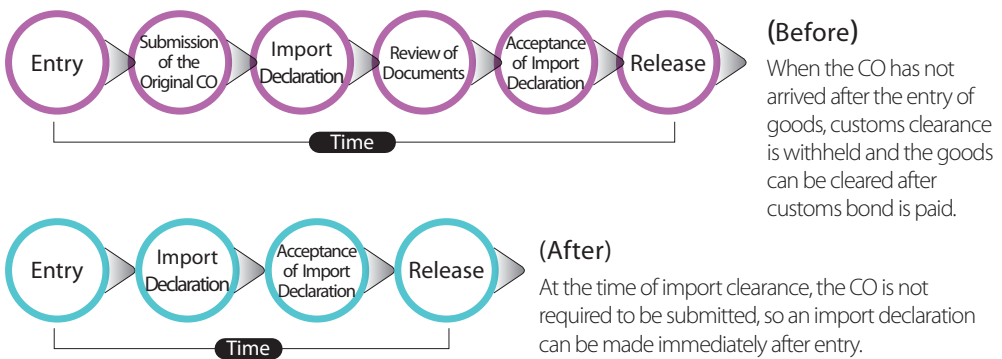 Entry
Submission
of the
Original CO
Import
Declaration
Review of
Documents
Acceptance
of Import
Declaration
Release
Time
(Before)
When the CO has not
arrived after the entry of
goods, customs clearance
is withheld and the goods
can be cleared after
customs bond is paid.
Entry
Import
Declaration
Acceptance
of Import
Declaration
Release
Time
(After)
At the time of import clearance, the CO is not
required to be submitted, so an import declaration
can be made immediately after entry.